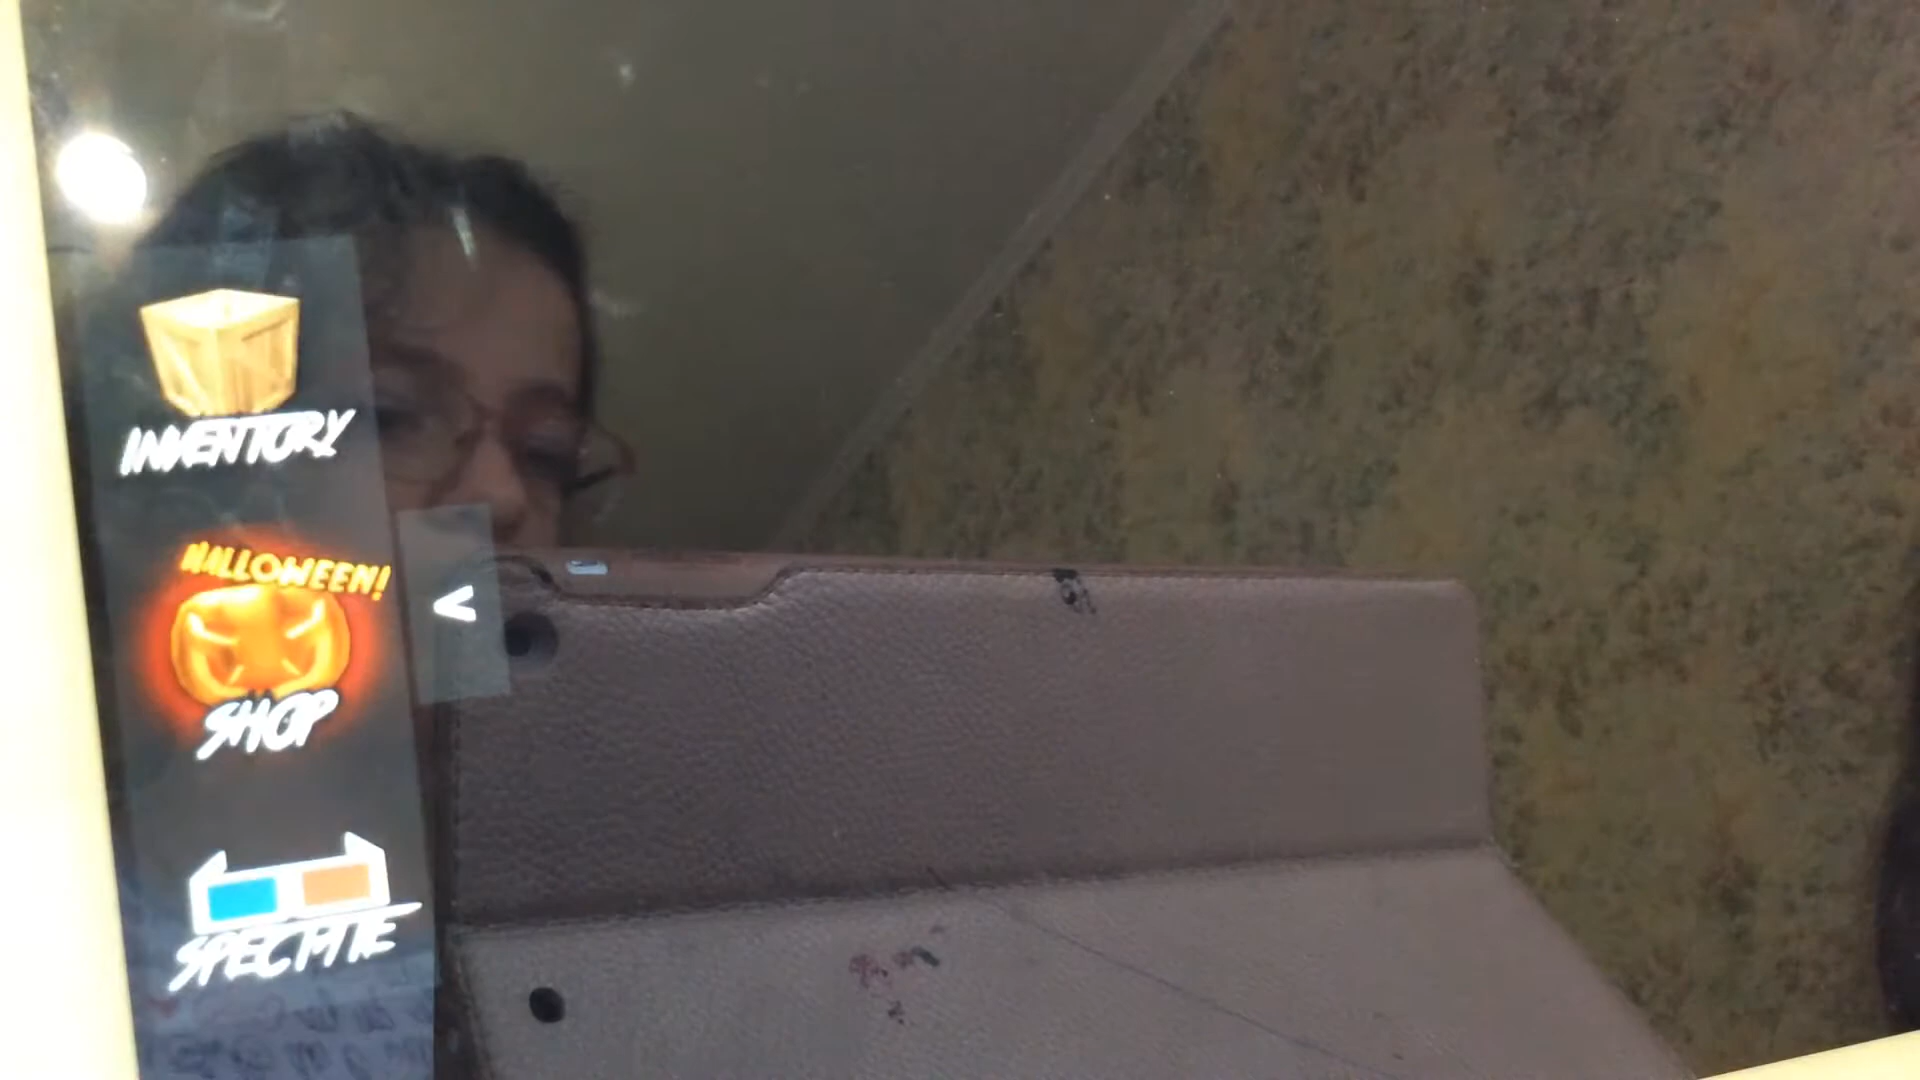 INVENTORY
HALLOWEEN!
SHOP
<
SPECTATE